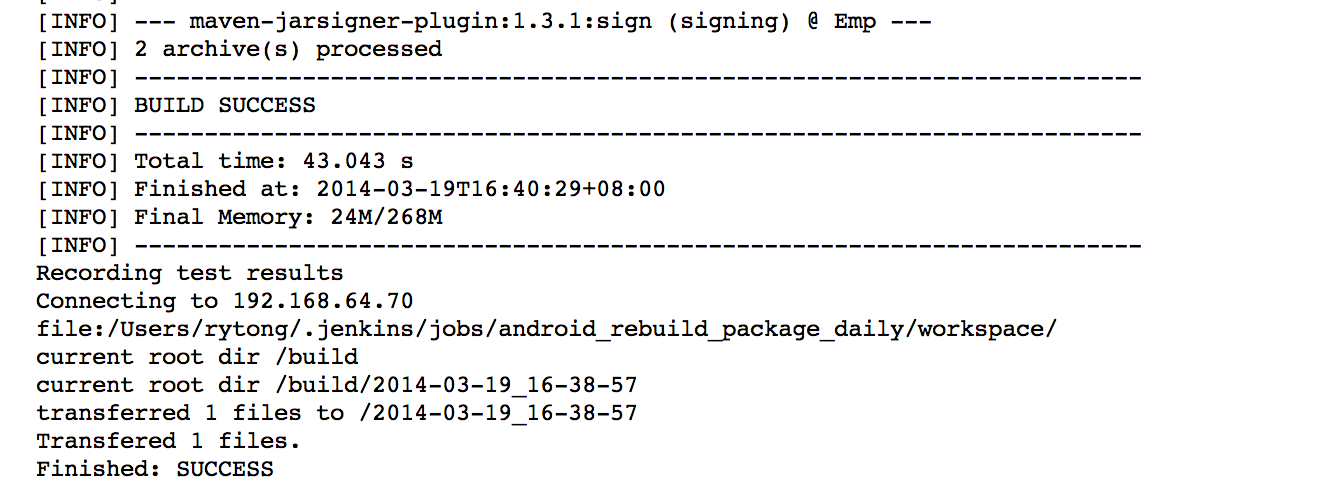 [INFO] --- maven-jarsigner-plugin:1.3.1:sign (signing) @ Emp ---
[INFO] 2 archive(s) processed
[INFO] ------------------------------------------------------------------------
[INFO] BUILD SUCCESS
[INFO] ------------------------------------------------------------------------
[INFO] Total time: 43.043 s
[INFO] Finished at: 2014-03-19T16:40:29+08:00
[INFO] Final Memory: 24M/268M
[INFO] ------------------------------------------------------------------------
Recording test results
Connecting to 192.168.64.70
file:/Users/rytong/.jenkins/jobs/android_rebuild_package_daily/workspace/
current root dir /build
current root dir /build/2014-03-19_16-38-57
transferred 1 files to /2014-03-19_16-38-57
Transfered 1 files.
Finished: SUCCESS